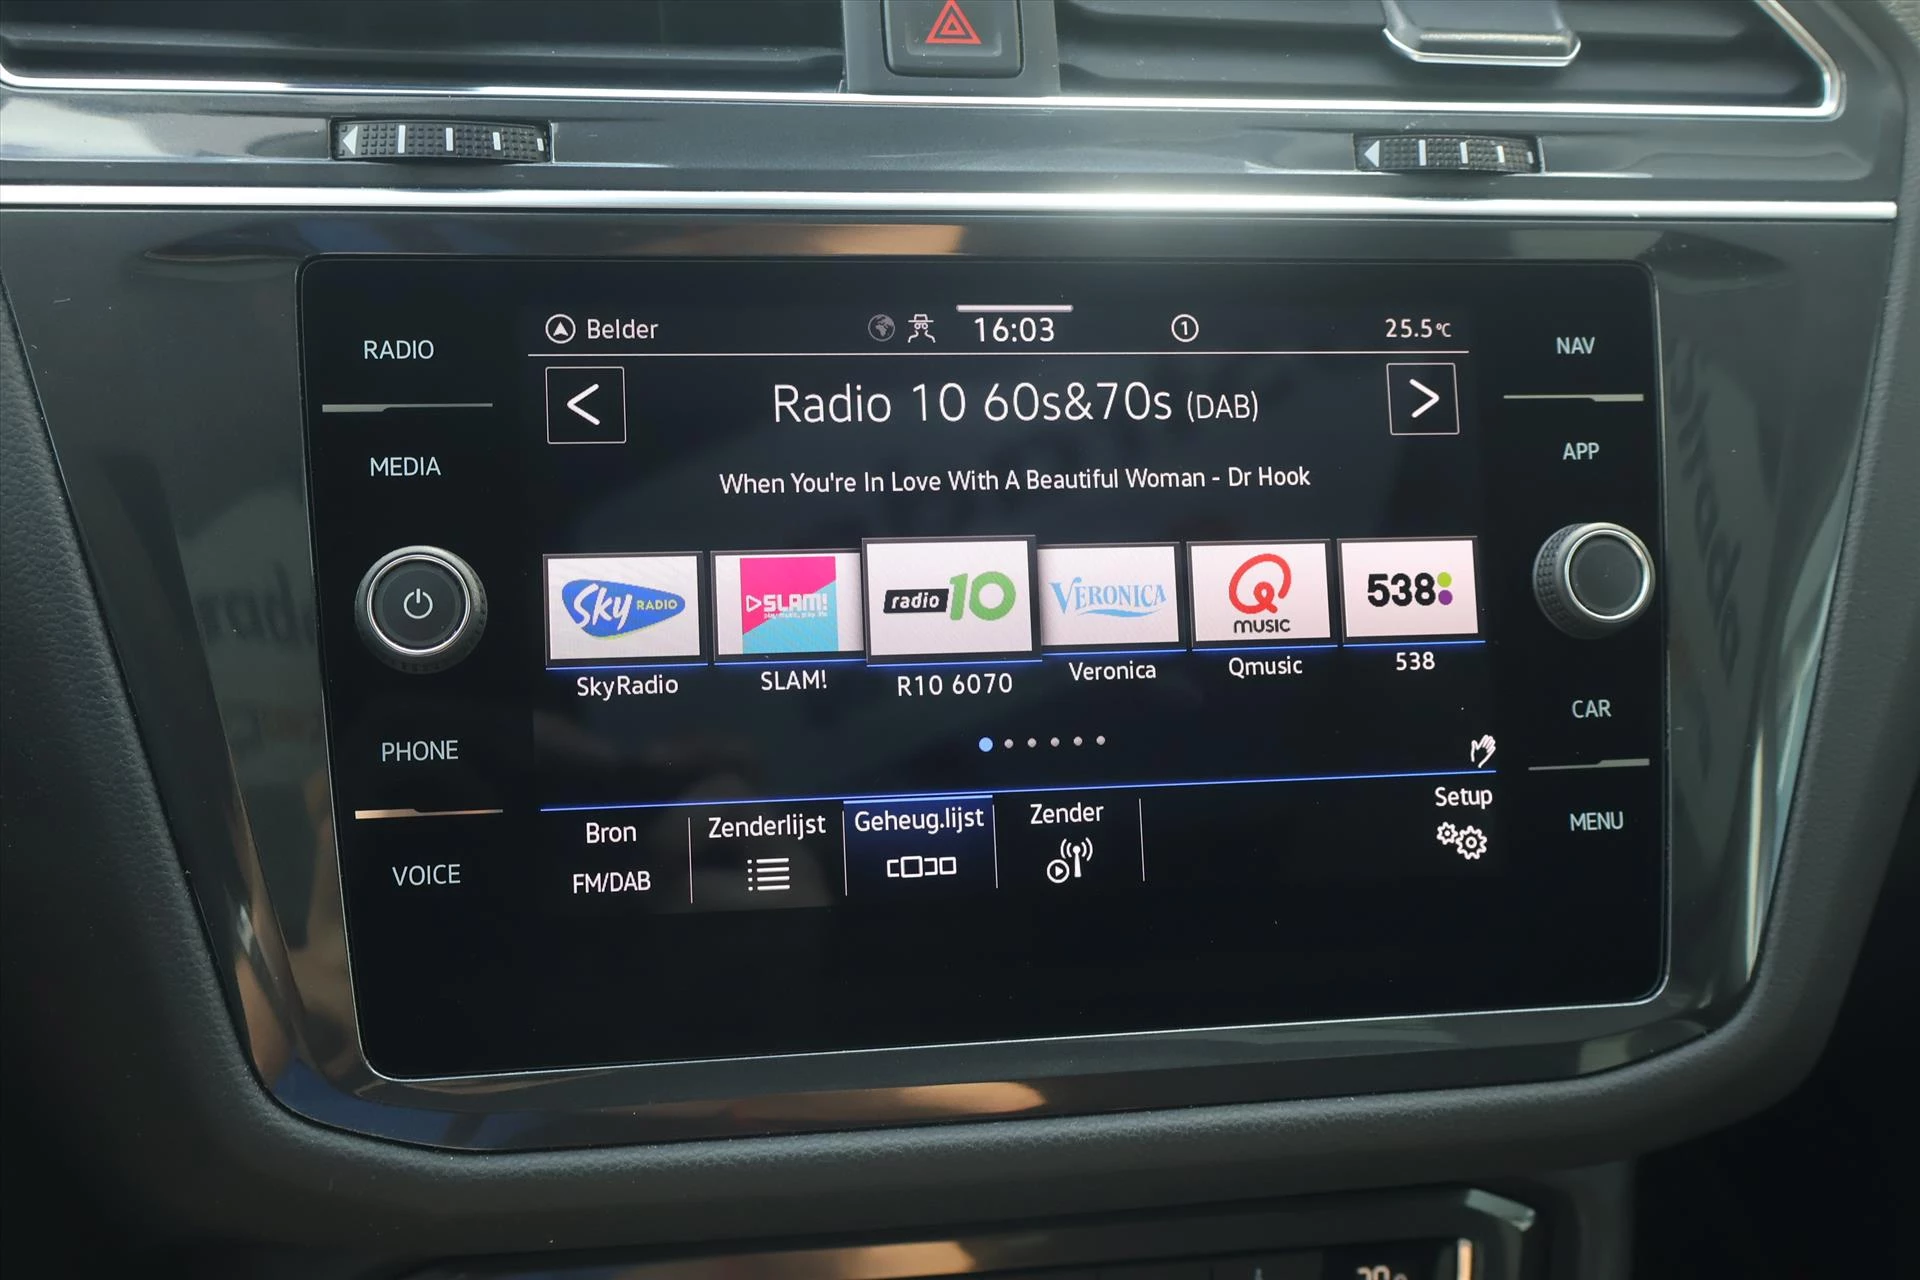 RADIO
MEDIA
PHONE
VOICE
Belder
16:03
1
25.5°C
Radio 10 60s&70s (DAB)
When You're In Love With A Beautiful Woman - Dr Hook
Sky RADIO
SLAM!
radio 10
VERONICA
Q MUSIC
538
SkyRadio
SLAM!
R10 6070
Veronica
Qmusic
538
Bron
FM/DAB
Zenderlijst
Geheug.lijst
Zender
Setup
NAV
APP
CAR
MENU